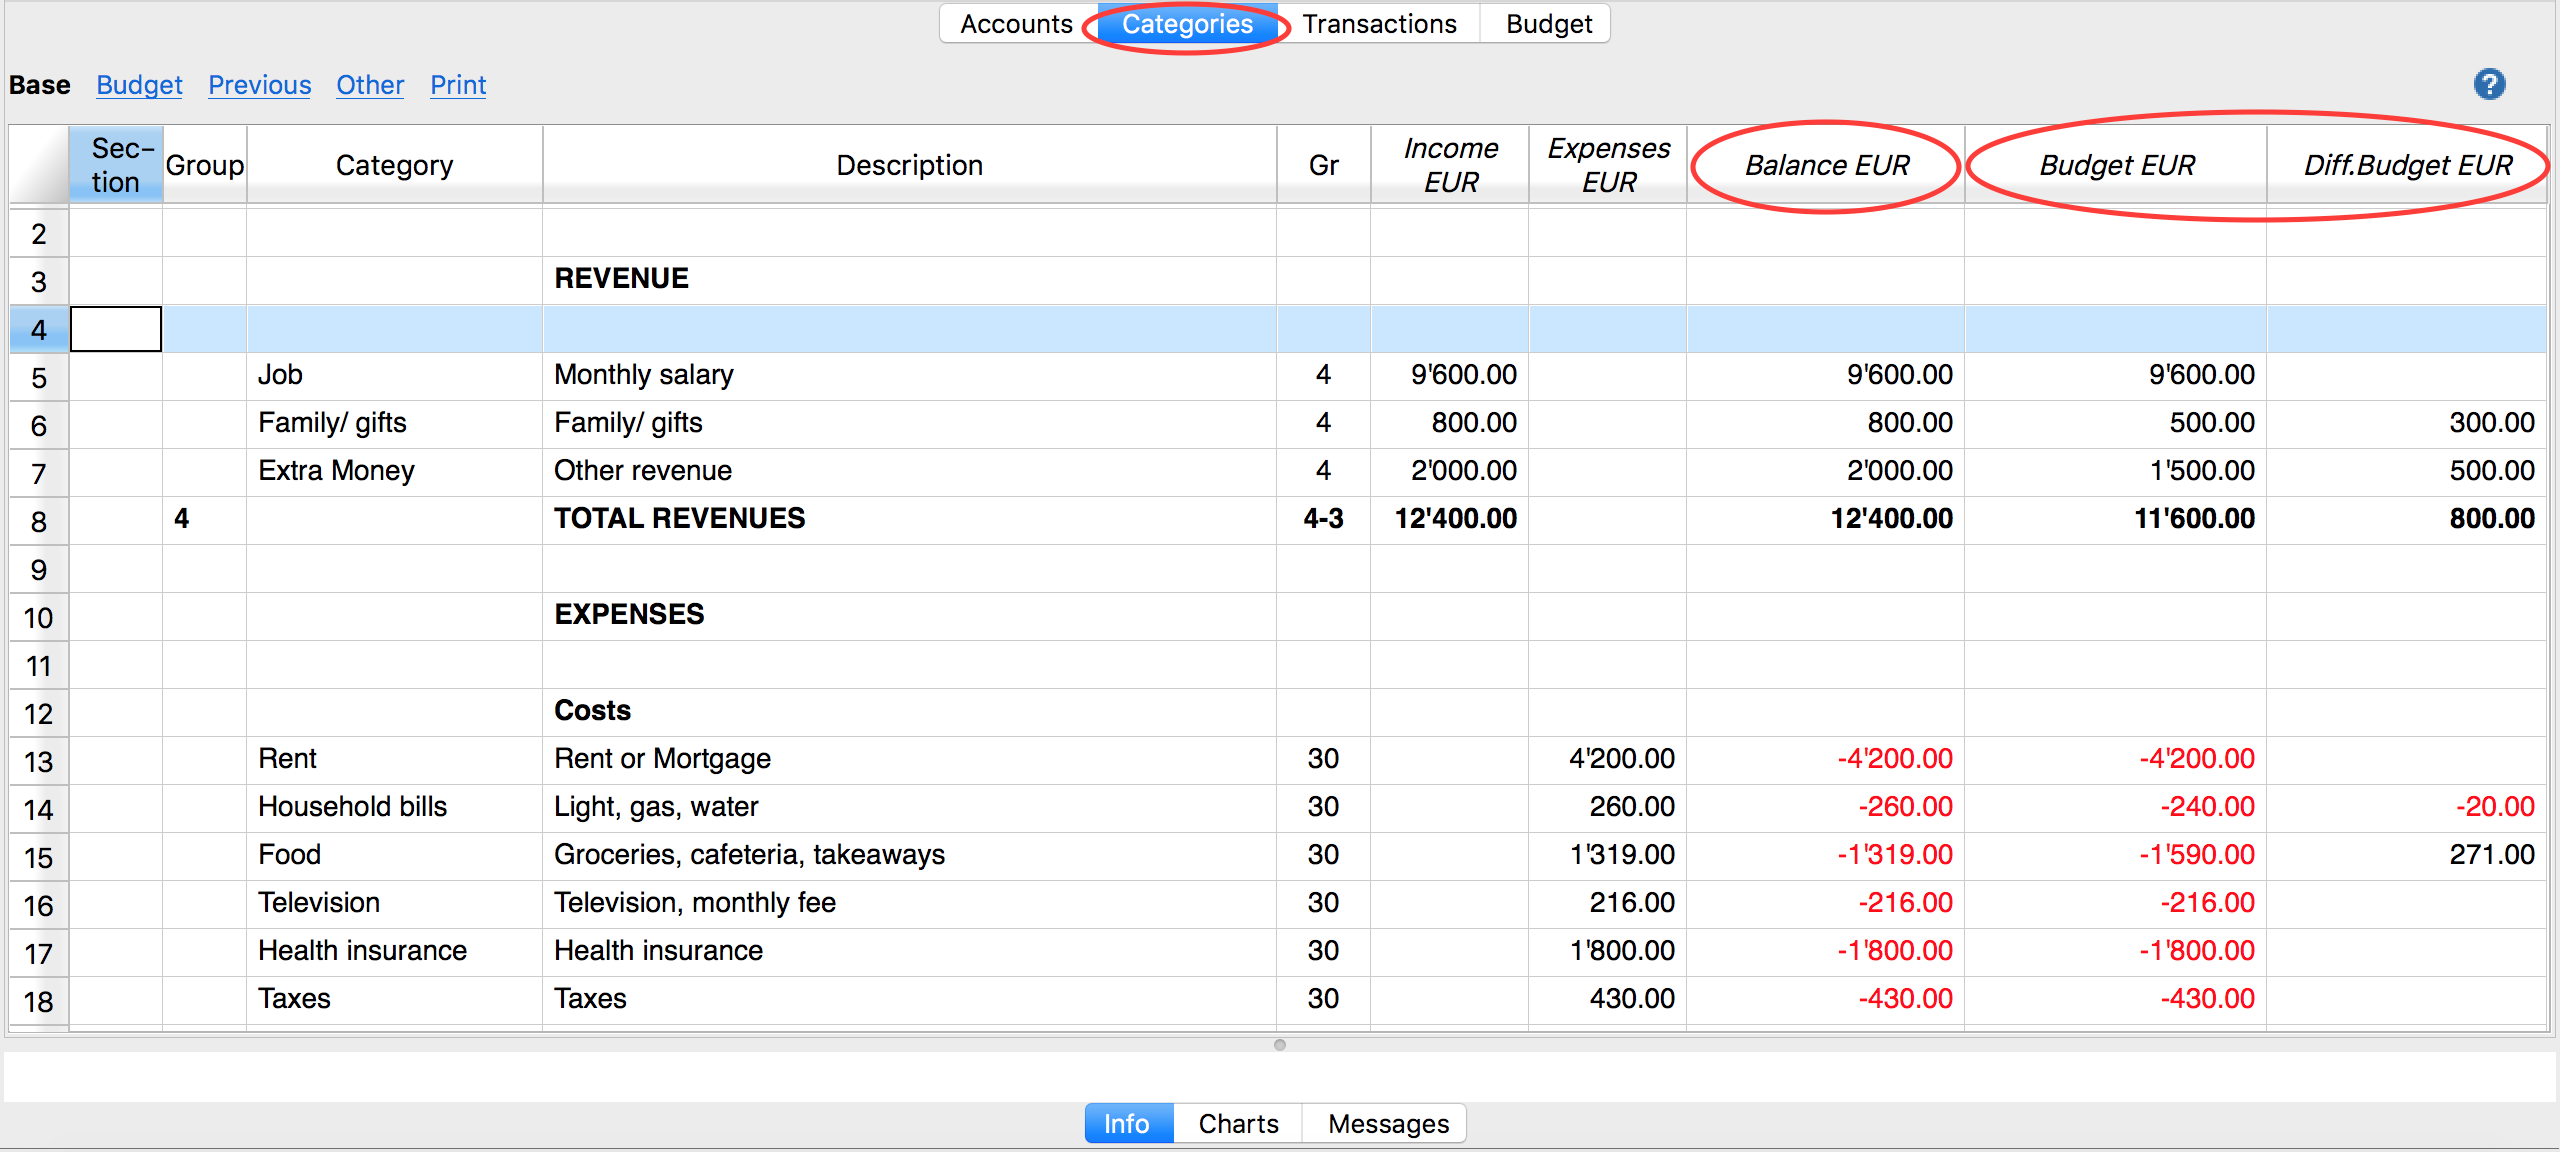 Accounts Categories Transactions Budget
Base Budget Previous Other Print
?
Sec-
tion Group Category Description Gr Income
EUR Expenses
EUR Balance EUR Budget EUR Diff.Budget EUR
2
3 REVENUE
4
5 Job Monthly salary 4 9'600.00 9'600.00 9'600.00
6 Family/ gifts Family/ gifts 4 800.00 800.00 500.00 300.00
7 Extra Money Other revenue 4 2'000.00 2'000.00 1'500.00 500.00
8 4 TOTAL REVENUES 4-3 12'400.00 12'400.00 11'600.00 800.00
9
10 EXPENSES
11
12 Costs
13 Rent Rent or Mortgage 30 4'200.00 -4'200.00 -4'200.00
14 Household bills Light, gas, water 30 260.00 -260.00 -240.00 -20.00
15 Food Groceries, cafeteria, takeaways 30 1'319.00 -1'319.00 -1'590.00 271.00
16 Television Television, monthly fee 30 216.00 -216.00 -216.00
17 Health insurance Health insurance 30 1'800.00 -1'800.00 -1'800.00
18 Taxes Taxes 30 430.00 -430.00 -430.00
Info Charts Messages